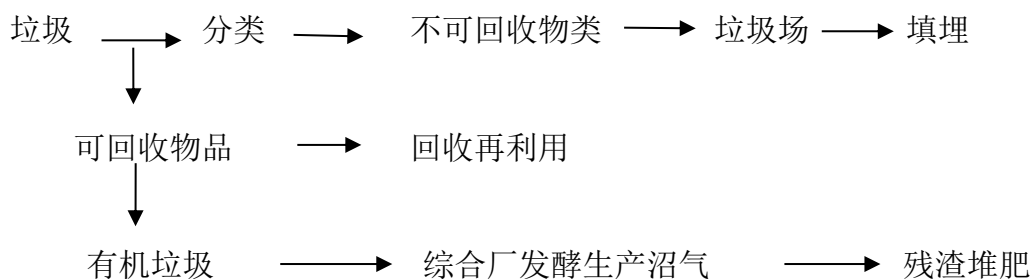 垃圾 分类 不可回收物类 垃圾场 填埋
可回收物品 回收再利用
有机垃圾 综合厂发酵生产沼气 残渣堆肥